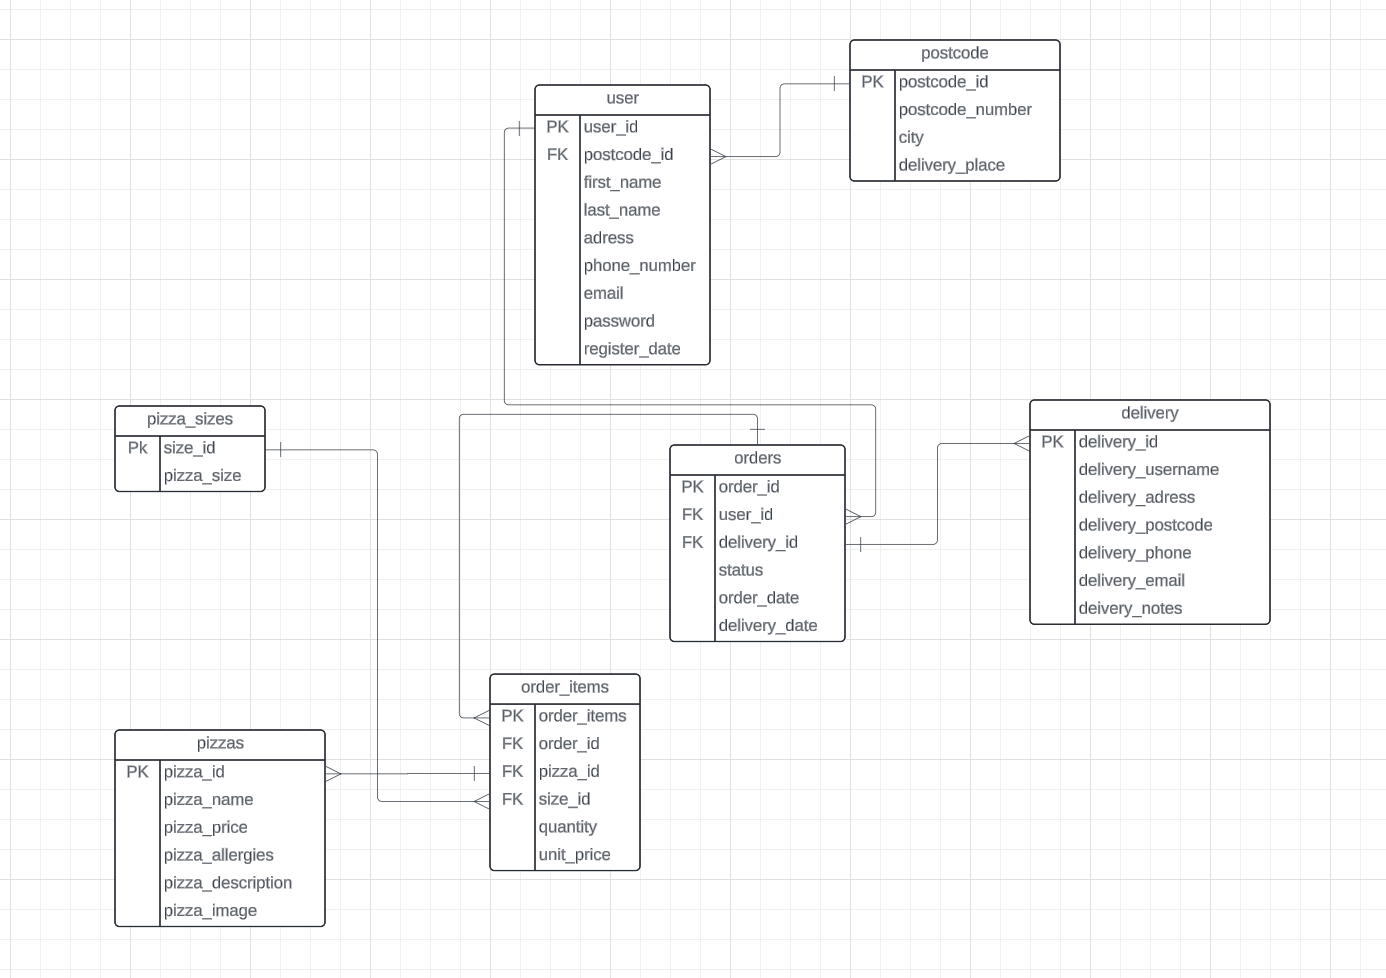 postcode
PK postcode_id
postcode_number
city
delivery_place
user
PK user_id
FK postcode_id
first_name
last_name
adress
phone_number
email
password
register_date
pizza_sizes
Pk size_id
pizza_size
delivery
PK delivery_id
delivery_username
delivery_adress
delivery_postcode
delivery_phone
delivery_email
deivery_notes
orders
PK order_id
FK user_id
FK delivery_id
status
order_date
delivery_date
order_items
PK order_items
FK order_id
FK pizza_id
FK size_id
quantity
unit_price
pizzas
PK pizza_id
pizza_name
pizza_price
pizza_allergies
pizza_description
pizza_image